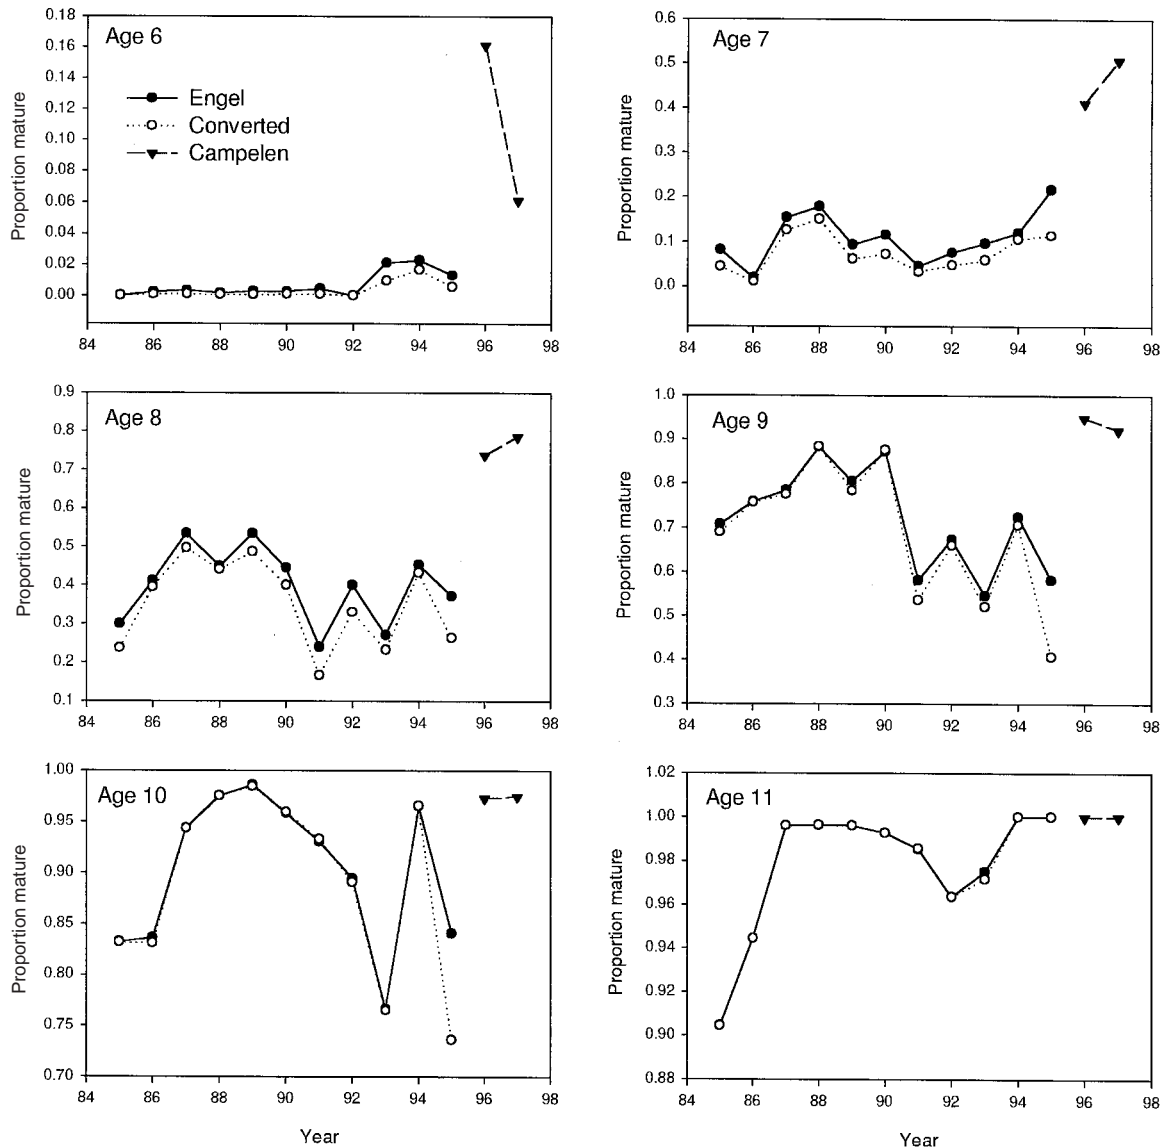 Age 6
Proportion mature
0.18
0.16
0.14
0.12
0.10
0.08
0.06
0.04
0.02
0.00
Engel
Converted
Campelen
84 86 88 90 92 94 96 98
Age 7
Proportion mature
0.6
0.5
0.4
0.3
0.2
0.1
0.0
84 86 88 90 92 94 96 98
Age 8
Proportion mature
0.9
0.8
0.7
0.6
0.5
0.4
0.3
0.2
0.1
84 86 88 90 92 94 96 98
Age 9
Proportion mature
1.0
0.9
0.8
0.7
0.6
0.5
0.4
0.3
84 86 88 90 92 94 96 98
Age 10
Proportion mature
1.00
0.95
0.90
0.85
0.80
0.75
0.70
84 86 88 90 92 94 96 98
Year
Age 11
Proportion mature
1.02
1.00
0.98
0.96
0.94
0.92
0.90
0.88
84 86 88 90 92 94 96 98
Year